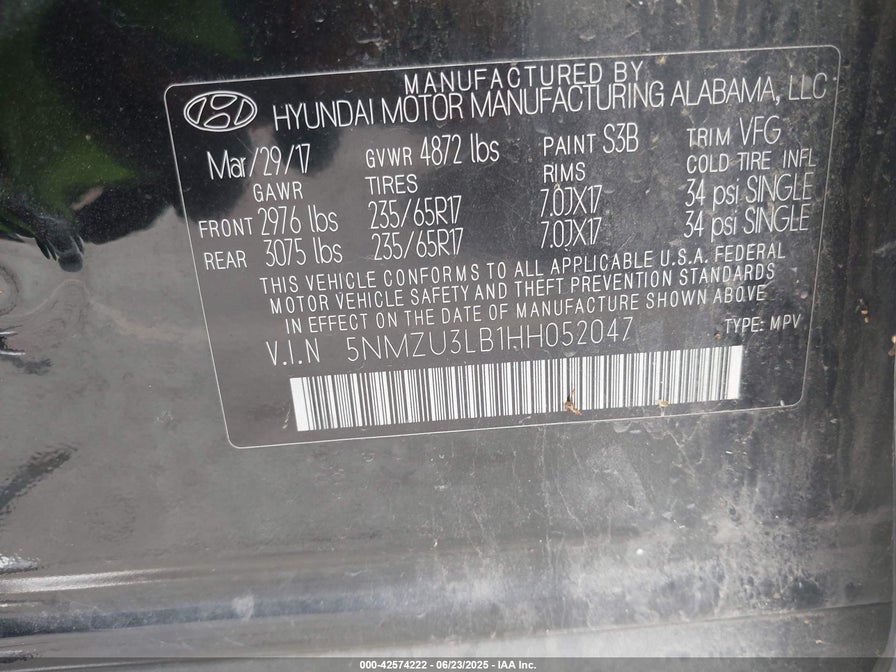 MANUFACTURED BY
HYUNDAI MOTOR MANUFACTURING ALABAMA, LLC
Mar/29/17 GVWR 4872 lbs PAINT S3B TRIM VFG
GAWR TIRES RIMS COLD TIRE INFL
FRONT 2976 lbs 235/65R17 7.0JX17 34 psi SINGLE
REAR 3075 lbs 235/65R17 7.0JX17 34 psi SINGLE
THIS VEHICLE CONFORMS TO ALL APPLICABLE U.S.A. FEDERAL
MOTOR VEHICLE SAFETY AND THEFT PREVENTION STANDARDS
IN EFFECT ON THE DATE OF MANUFACTURE SHOWN ABOVE
V.I.N 5NMZU3LB1HH052047 TYPE: MPV
000-42574222 - 06/23/2025 - IAA Inc.